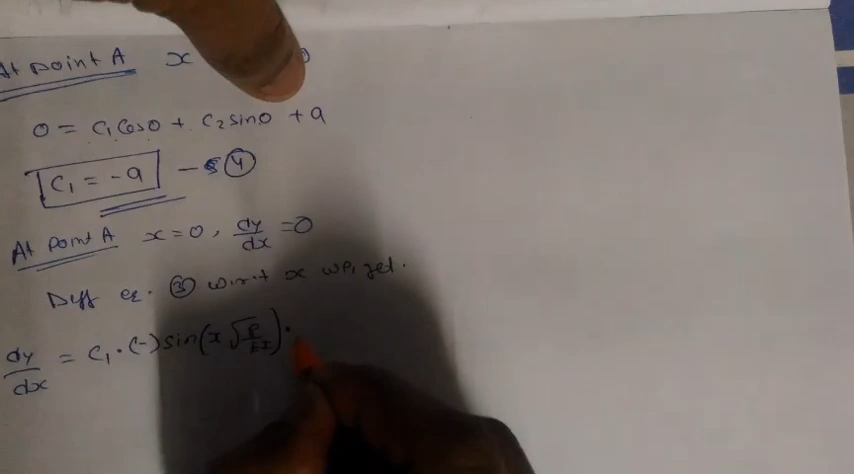 At point A x
0 = C₁ Cos0 + C₂ sin0 + a
C₁ = -a — ④
At point A x=0, dy/dx =0
Diff eq. ③ w.r.t x we, get.
dy/dx = C₁ · (-) sin(x √P/EI) ·